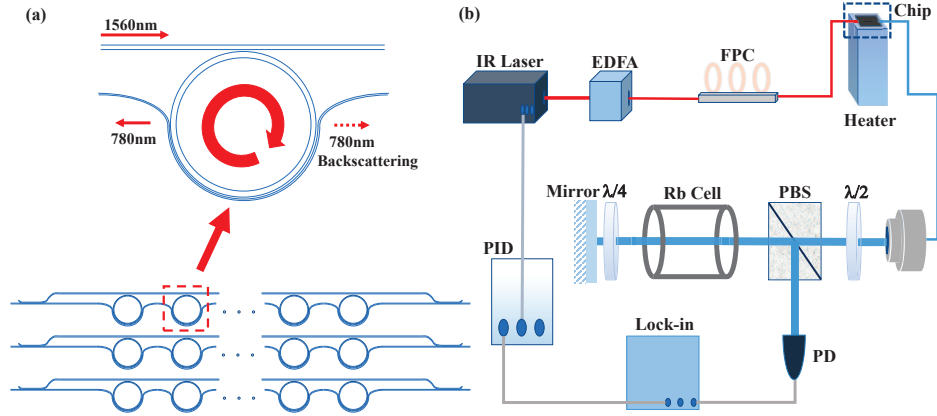 (a)
1560nm
780nm
780nm
Backscattering
(b)
Chip
IR Laser
EDFA
FPC
Heater
Mirror
λ/4
Rb Cell
PBS
λ/2
PID
Lock-in
PD